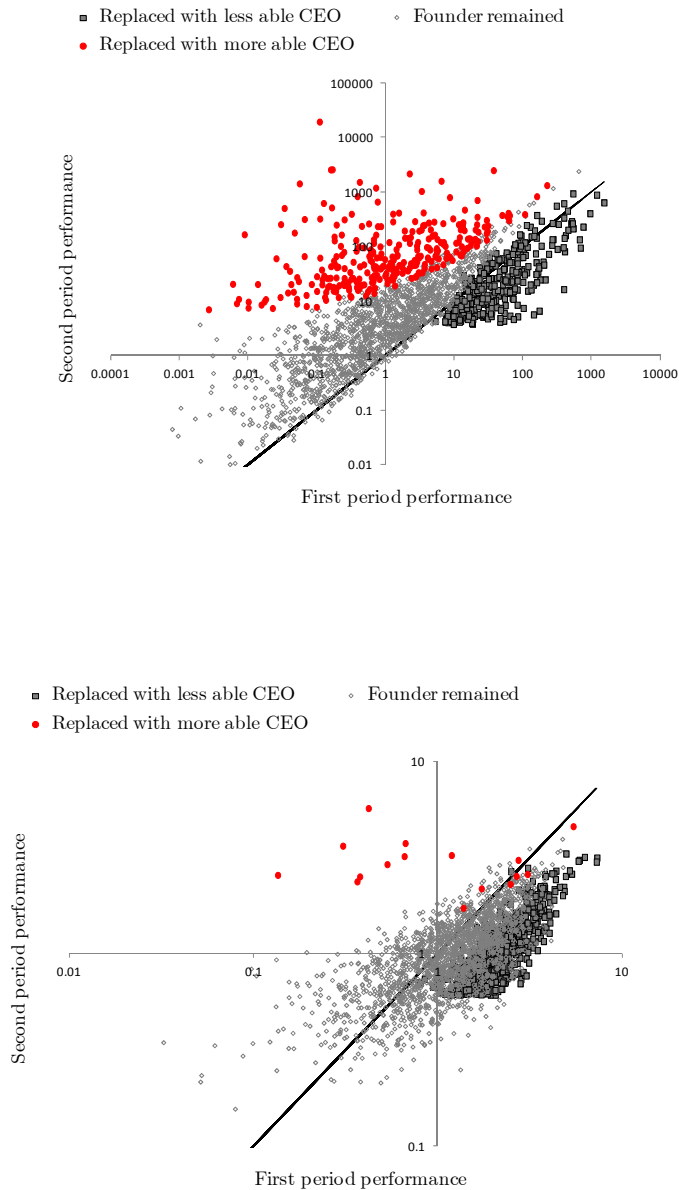 Replaced with less able CEO
Founder remained
Replaced with more able CEO
100000
10000
1000
100
10
1
0.1
0.01
0.0001
0.001
0.01
0.1
1
10
100
1000
10000
Second period performance
First period performance
Replaced with less able CEO
Founder remained
Replaced with more able CEO
10
1
0.1
0.01
0.1
1
10
Second period performance
First period performance